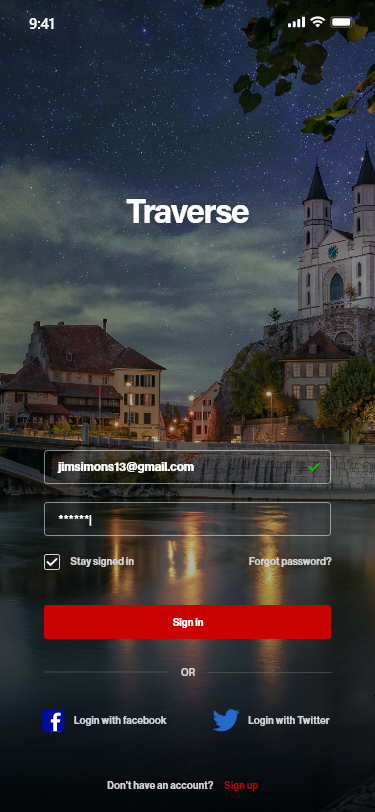 9:41
Traverse
jimsimons13@gmail.com
******|
Stay signed in
Forgot password?
Sign in
OR
Login with facebook
Login with Twitter
Don't have an account? Sign up